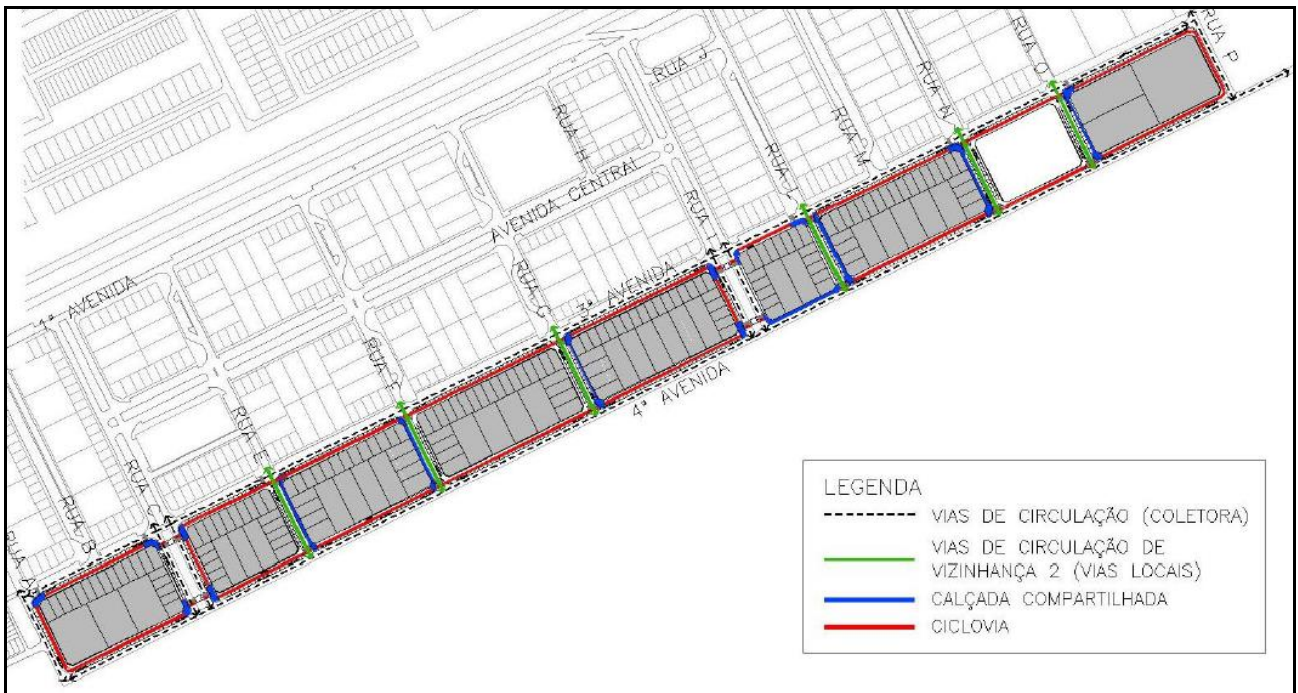 RUA P
RUA O
RUA J
RUA N
RUA M
RUA H
RUA L
AVENIDA CENTRAL
RUA I
1ª AVENIDA
RUA G
3ª AVENIDA
RUA F
4ª AVENIDA
RUA E
RUA C
RUA B
RUA A
LEGENDA
VIAS DE CIRCULAÇÃO (COLETORA)
VIAS DE CIRCULAÇÃO DE
VIZINHANÇA 2 (VIAS LOCAIS)
CALÇADA COMPARTILHADA
CICLOVIA